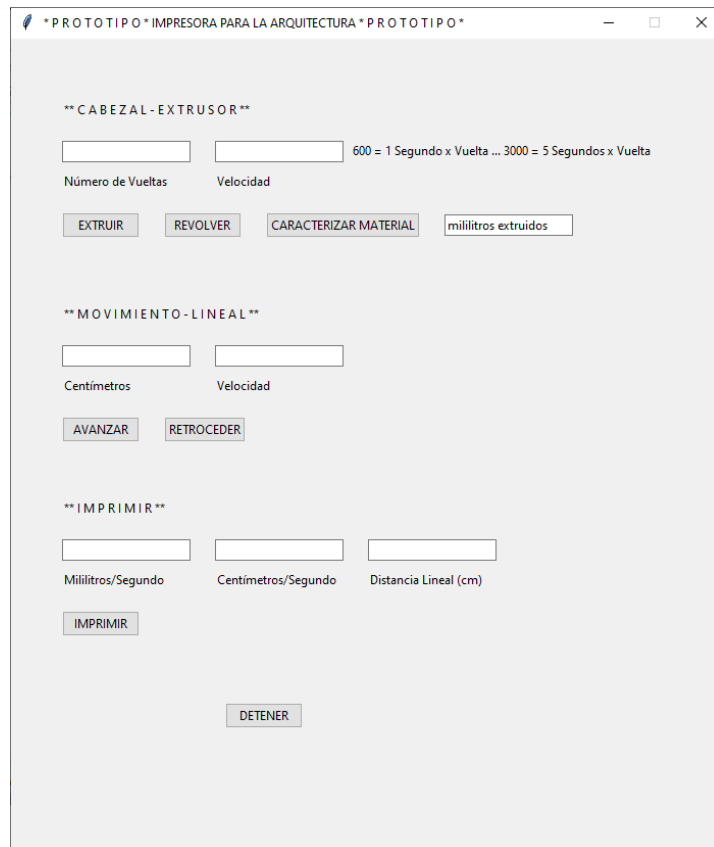 * P R O T O T I P O * IMPRESORA PARA LA ARQUITECTURA * P R O T O T I P O *
** C A B E Z A L - E X T R U S O R **
600 = 1 Segundo x Vuelta ... 3000 = 5 Segundos x Vuelta
Número de Vueltas Velocidad
EXTRUIR REVOLVER CARACTERIZAR MATERIAL mililitros extruidos
** M O V I M I E N T O - L I N E A L **
Centímetros Velocidad
AVANZAR RETROCEDER
** I M P R I M I R **
Mililitros/Segundo Centímetros/Segundo Distancia Lineal (cm)
IMPRIMIR
DETENER